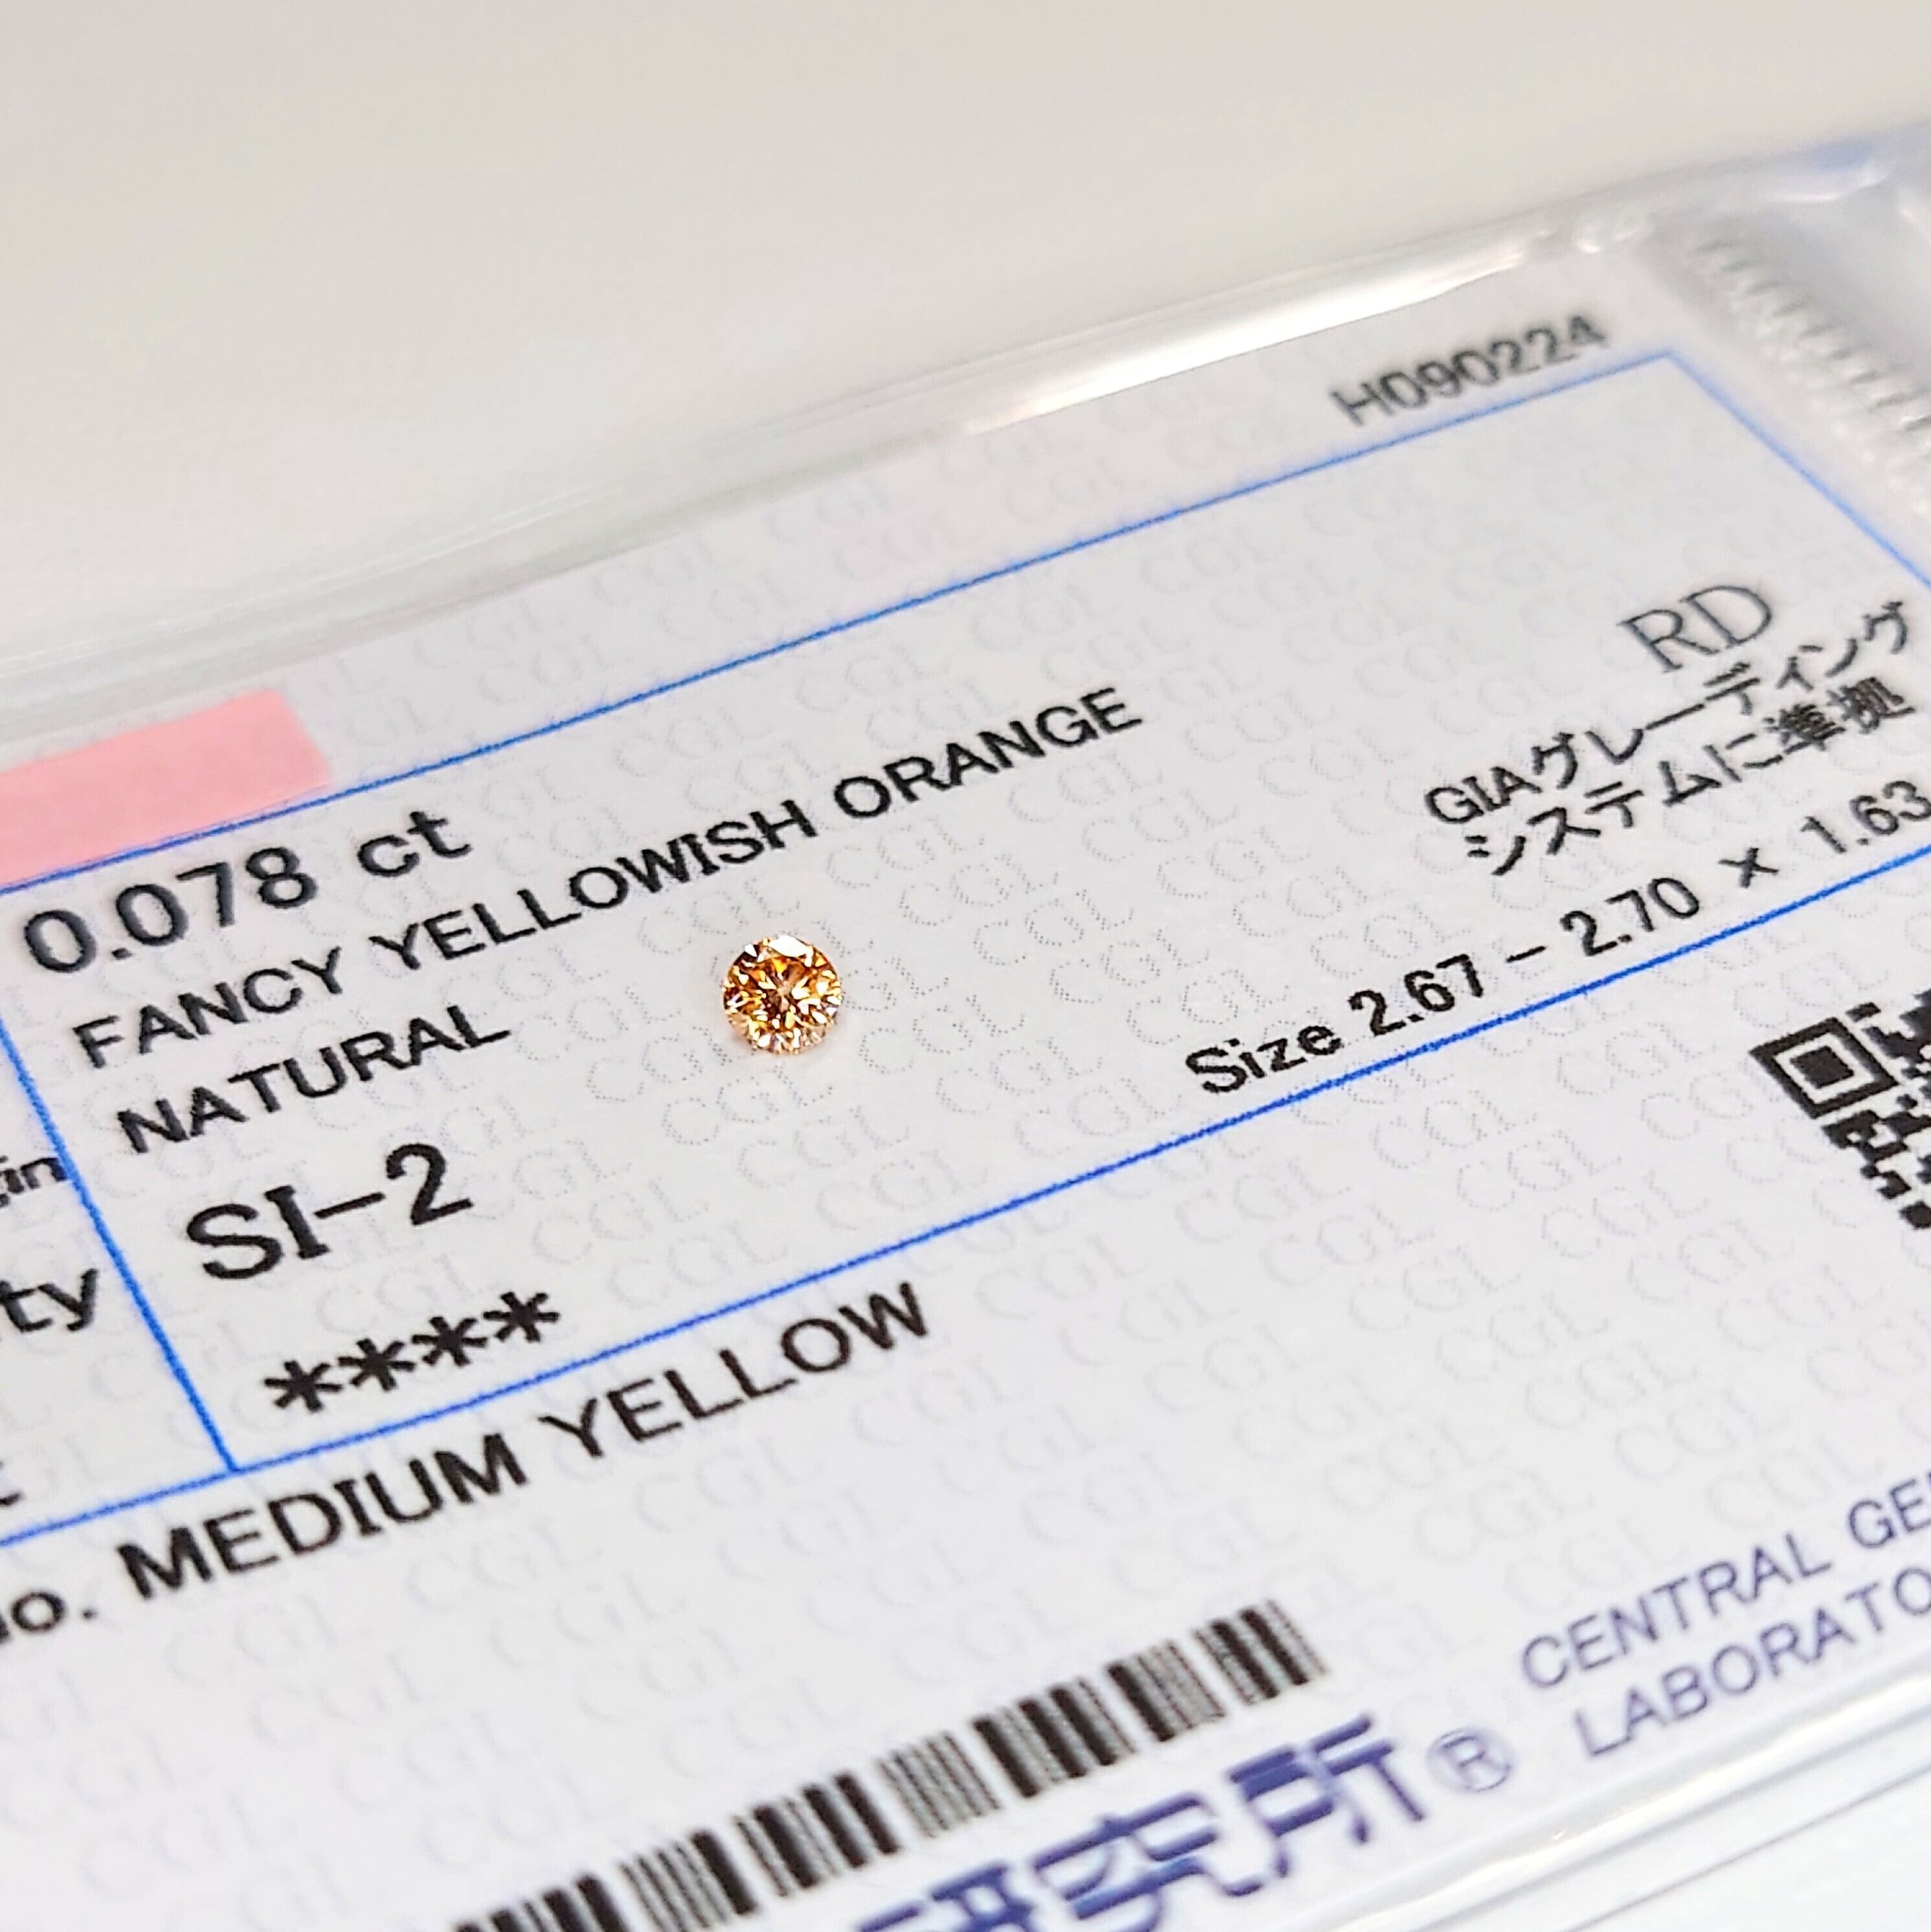 H090224
RD
0.078 ct
FANCY YELLOWISH ORANGE
GIAグレーディング
システムに準拠
NATURAL
Size 2.67 - 2.70 × 1.63
SI-2
ty
****
o. MEDIUM YELLOW
CENTRAL GE
LABORATO
研究所®